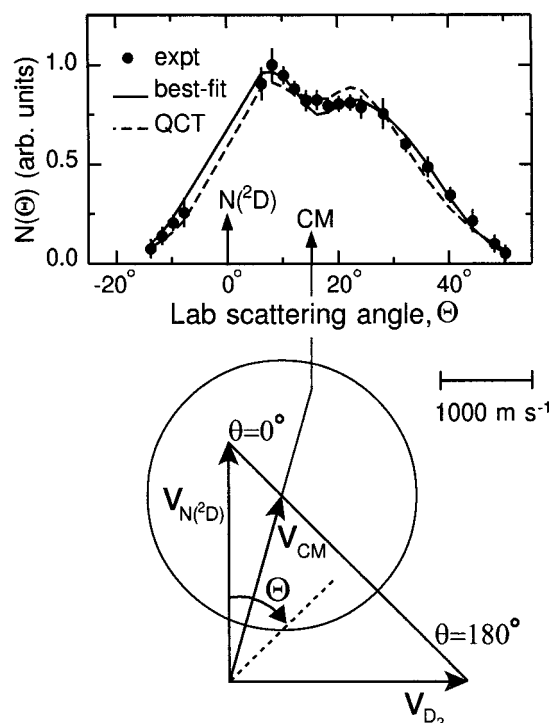 1.0
0.5
0.0
N(Θ) (arb. units)
expt
best-fit
QCT
N(²D)
CM
-20° 0° 20° 40°
Lab scattering angle, Θ
1000 m s⁻¹
θ=0°
V_N(²D)
V_CM
Θ
θ=180°
V_D₂